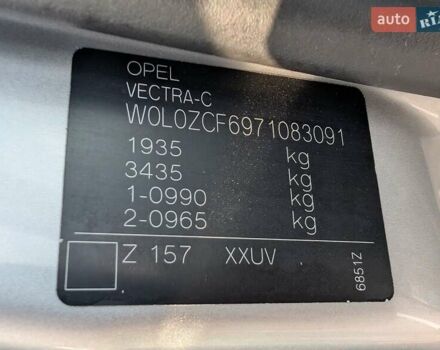 auto RIA
OPEL
VECTRA-C
W0L0ZCF6971083091
1935 kg
3435 kg
1-0990 kg
2-0965 kg
Z 157 XXUV
6851Z